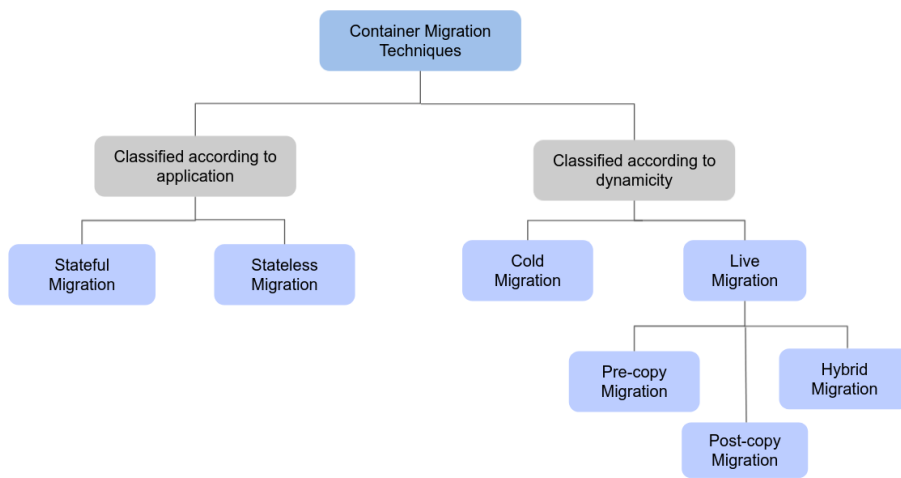 Container Migration
Techniques
Classified according to
application
Classified according to
dynamicity
Stateful
Migration
Stateless
Migration
Cold
Migration
Live
Migration
Pre-copy
Migration
Hybrid
Migration
Post-copy
Migration